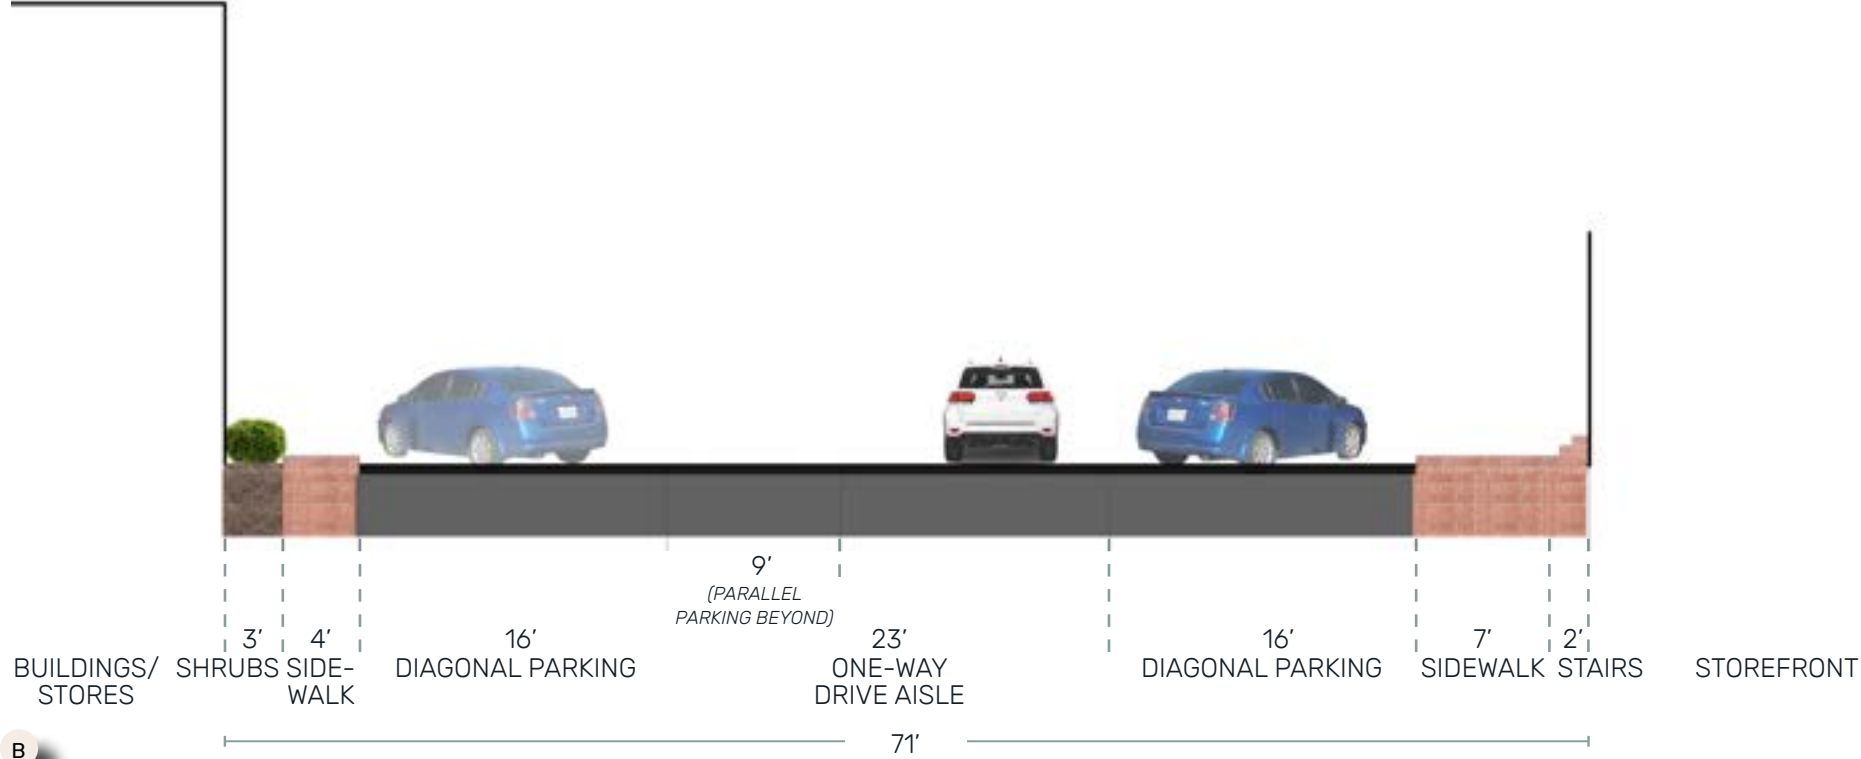 9’
(PARALLEL
PARKING BEYOND)
3’ 4’ 16’ 23’ 16’ 7’ 2’
BUILDINGS/ SHRUBS SIDE- DIAGONAL PARKING ONE-WAY DIAGONAL PARKING SIDEWALK STAIRS STOREFRONT
STORES WALK DRIVE AISLE
71’
B